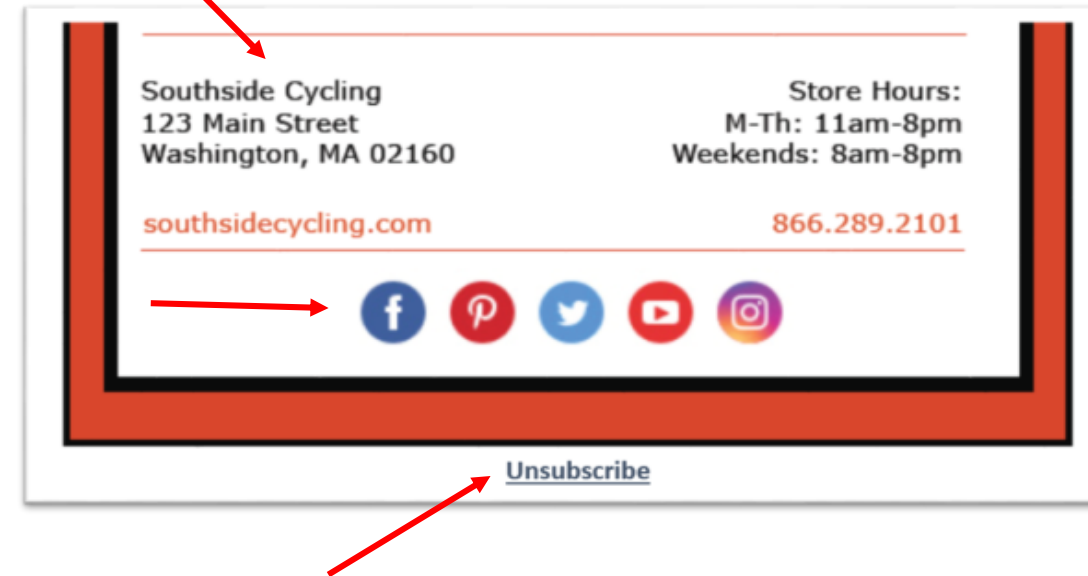 Southside Cycling
123 Main Street
Washington, MA 02160
Store Hours:
M-Th: 11am-8pm
Weekends: 8am-8pm
southsidecycling.com
866.289.2101
Unsubscribe